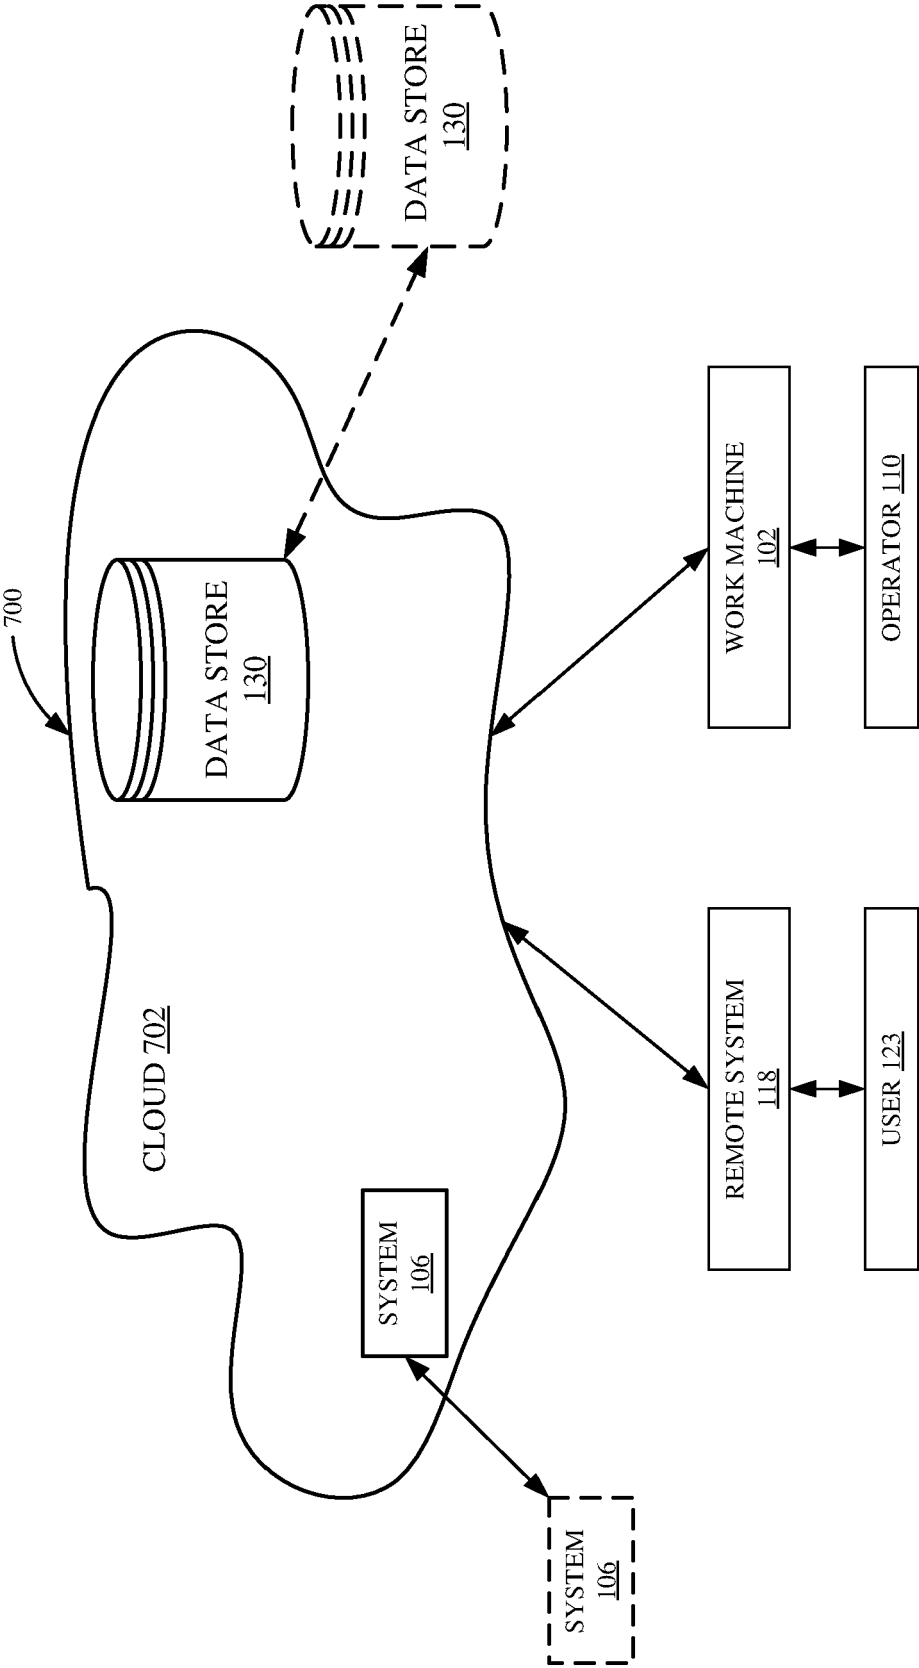 700
CLOUD 702
DATA STORE
130
DATA STORE
130
SYSTEM
106
SYSTEM
106
REMOTE SYSTEM
118
WORK MACHINE
102
USER 123
OPERATOR 110